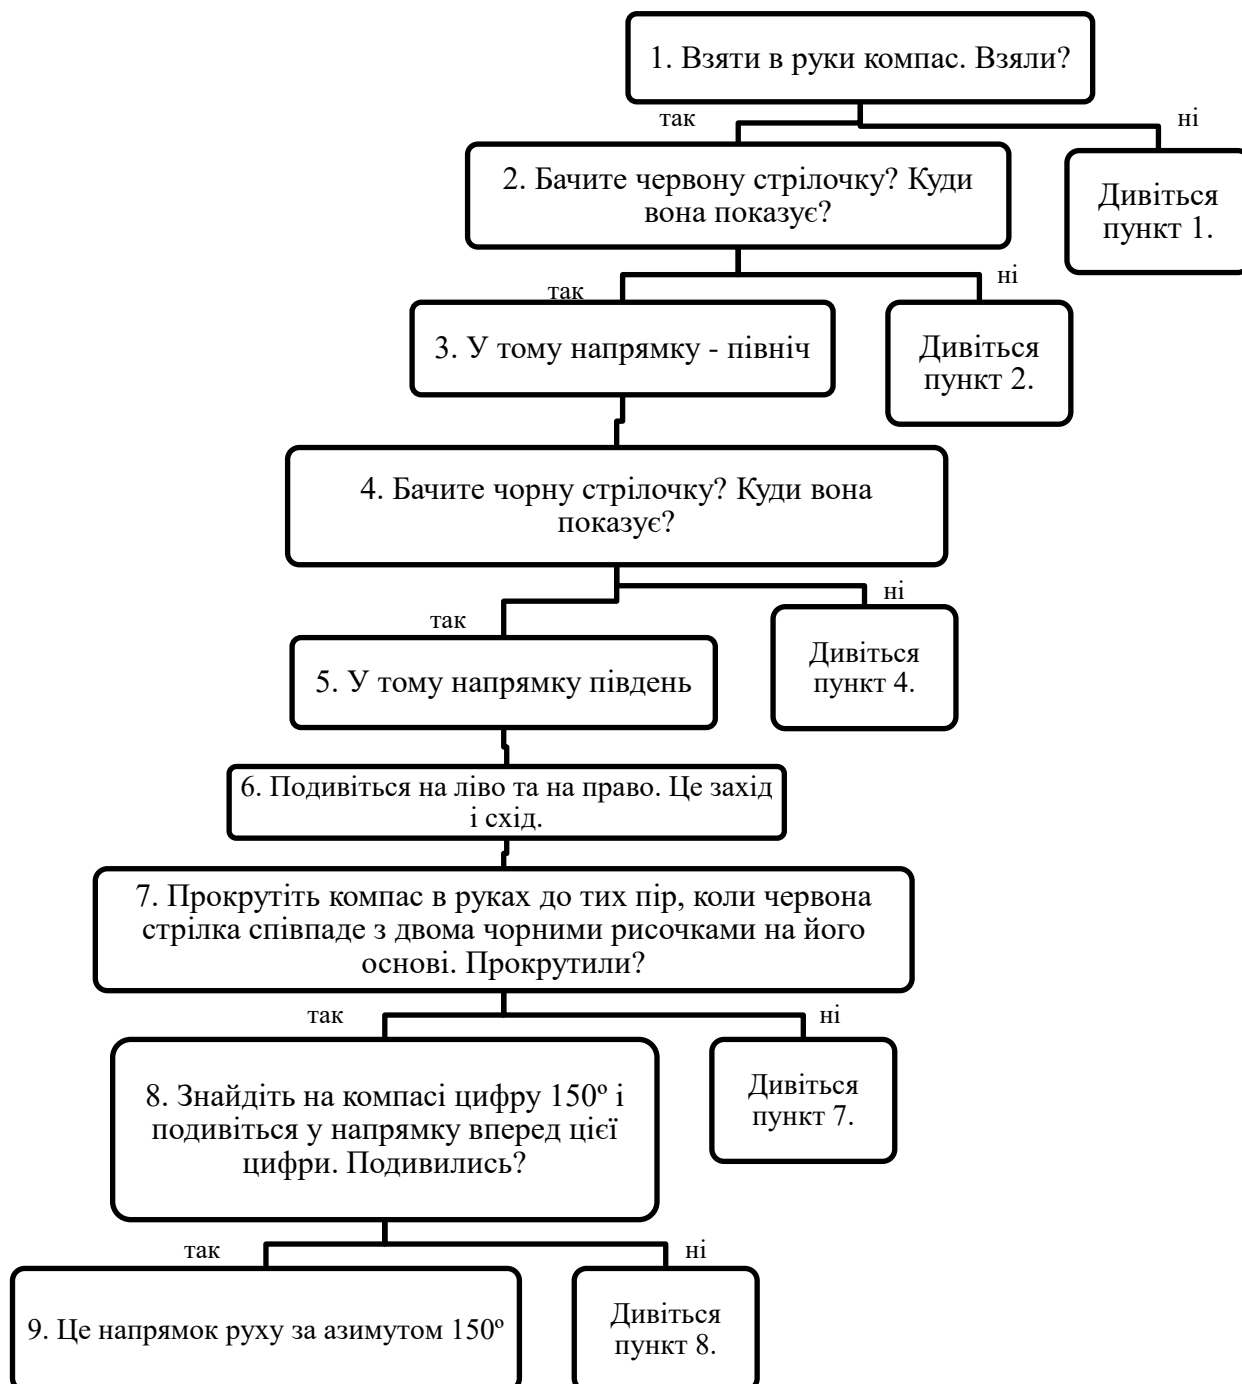 1. Взяти в руки компас. Взяли?
так
ні
2. Бачите червону стрілочку? Куди
вона показує?
Дивіться
пункт 1.
так
ні
3. У тому напрямку - північ
Дивіться
пункт 2.
4. Бачите чорну стрілочку? Куди вона
показує?
так
ні
5. У тому напрямку південь
Дивіться
пункт 4.
6. Подивіться на ліво та на право. Це захід
і схід.
7. Прокрутіть компас в руках до тих пір, коли червона
стрілка співпаде з двома чорними рисочками на його
основі. Прокрутили?
так
ні
8. Знайдіть на компасі цифру 150º і
подивіться у напрямку вперед цієї
цифри. Подивились?
Дивіться
пункт 7.
так
ні
9. Це напрямок руху за азимутом 150º
Дивіться
пункт 8.